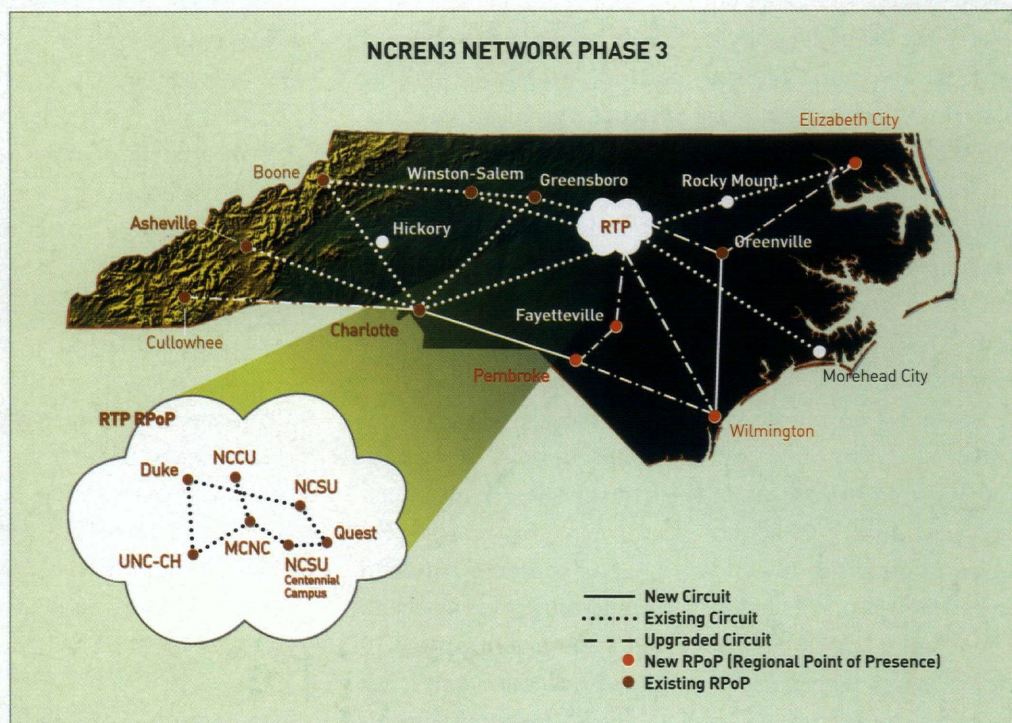 NCREN3 NETWORK PHASE 3
Elizabeth City
Boone
Winston-Salem
Greensboro
Rocky Mount
Asheville
Hickory
RTP
Greenville
Fayetteville
Charlotte
Cullowhee
Pembroke
Morehead City
Wilmington
RTP RPoP
NCCU
Duke
NCSU
Quest
MCNC
UNC-CH
NCSU
Centennial
Campus
New Circuit
Existing Circuit
Upgraded Circuit
New RPoP (Regional Point of Presence)
Existing RPoP